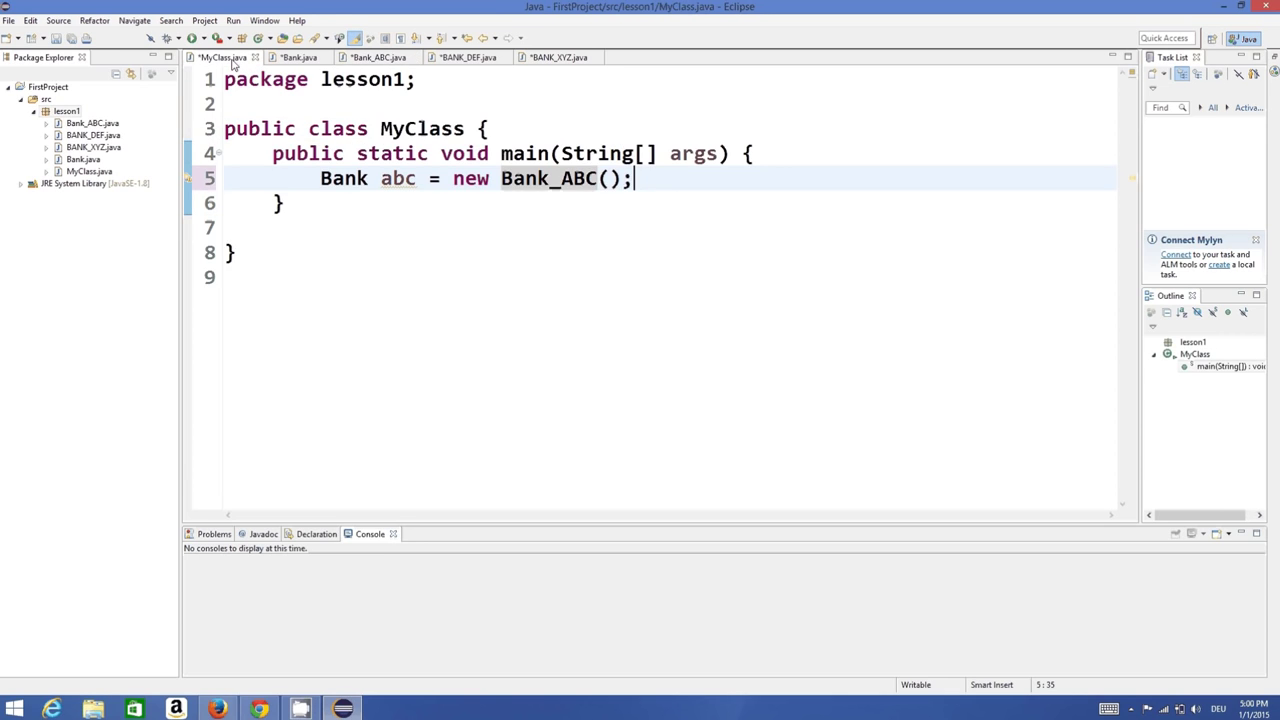 Java - FirstProject/src/lesson1/MyClass.java - Eclipse
File Edit Source Refactor Navigate Search Project Run Window Help
Quick Access
Java
Package Explorer
FirstProject
src
lesson1
Bank_ABC.java
BANK_DEF.java
BANK_XYZ.java
Bank.java
MyClass.java
JRE System Library [JavaSE-1.8]
*MyClass.java *Bank.java *Bank_ABC.java *BANK_DEF.java *BANK_XYZ.java
1 package lesson1;
2
3 public class MyClass {
4 public static void main(String[] args) {
5 Bank abc = new Bank_ABC();
6 }
7
8 }
9
Task List
Find All Activa...
Connect Mylyn
Connect to your task and
ALM tools or create a local
task.
Outline
lesson1
MyClass
main(String[]) : voi
Problems Javadoc Declaration Console
No consoles to display at this time.
Writable Smart Insert 5 : 35
DEU
5:00 PM
1/1/2015